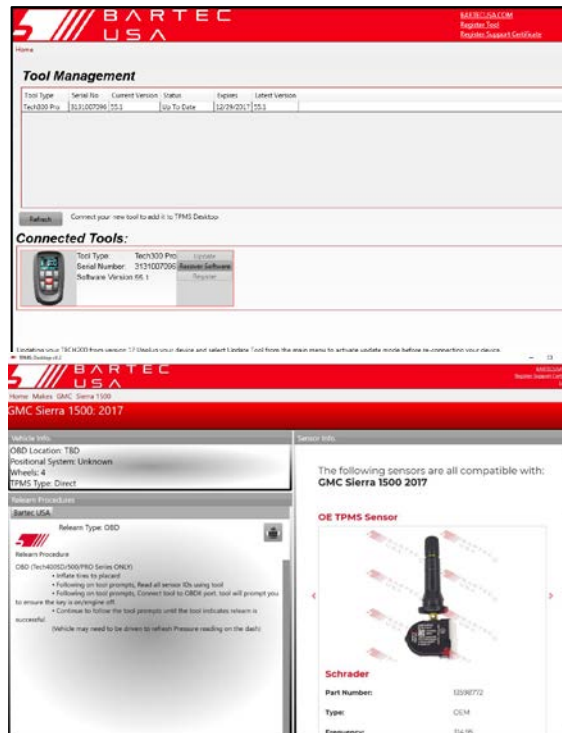 BARTEC
USA
BARTECUSA.COM
Register Tool
Register Support Certificate
Home
Tool Management
Tool Type Serial No Current Version Status Expires Latest Version
Tech300 Pro 3131007096 55.1 Up To Date 12/29/2017 55.1
Refresh
Connect your new tool to add it to TPMS Desktop
Connected Tools:
Tool Type: Tech300 Pro Update
Serial Number: 3131007096 Recover Software
Software Version 55.1 Register
Updating your TECH300 from version 12 Unplug your device and select Update Tool from the main menu to activate update mode before re-connecting your device.
BARTEC
USA
Home Makes GMC Sierra 1500
GMC Sierra 1500: 2017
Vehicle Info.
OBD Location: TBD
Positional System: Unknown
Wheels: 4
TPMS Type: Direct
Relearn Procedures
Bartec USA
Relearn Type: OBD
Relearn Procedure
OBD (Tech400SD/500/PRO Series ONLY)
• Inflate tires to placard
• Following on tool prompts, Read all sensor IDs using tool
• Following on tool prompts, Connect tool to OBDII port, tool will prompt you
to ensure the key is on/engine off.
• Continue to follow the tool prompts until the tool indicates relearn is
successful.
(Vehicle may need to be driven to refresh Pressure reading on the dash)
Sensor Info.
The following sensors are all compatible with:
GMC Sierra 1500 2017
OE TPMS Sensor
Schrader
Part Number: 13598772
Type: OEM
Frequency: